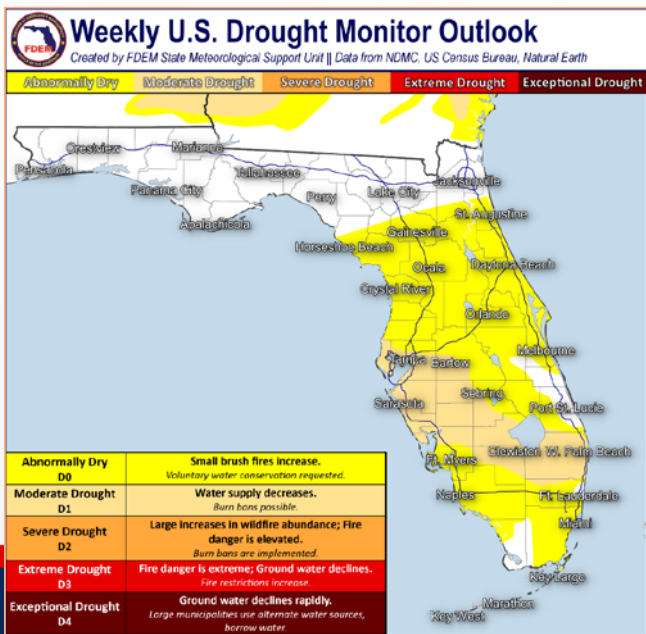 Weekly U.S. Drought Monitor Outlook
FDEM
Created by FDEM State Meteorological Support Unit || Data from NDMC, US Census Bureau, Natural Earth
Abnormally Dry Moderate Drought Severe Drought Extreme Drought Exceptional Drought
Crestview Marianna
Pensacola Tallahassee Jacksonville
Panama City Perry Lake City
Apalachicola St. Augustine
Gainesville
Horseshoe Beach
Ocala Daytona Beach
Crystal River
Orlando
Melbourne
Tampa Bartow
Sebring
Sarasota Port St. Lucie
Clewiston W. Palm Beach
Ft. Myers
Naples Ft. Lauderdale
Miami
Key Largo
Marathon
Key West
Abnormally Dry Small brush fires increase.
D0 Voluntary water conservation requested.
Moderate Drought Water supply decreases.
D1 Burn bans possible.
Severe Drought Large increases in wildfire abundance; Fire
danger is elevated.
D2 Burn bans are implemented.
Extreme Drought Fire danger is extreme; Ground water declines.
D3 Fire restrictions increase.
Exceptional Drought Ground water declines rapidly.
D4 Large municipalities use alternate water sources,
borrow water.